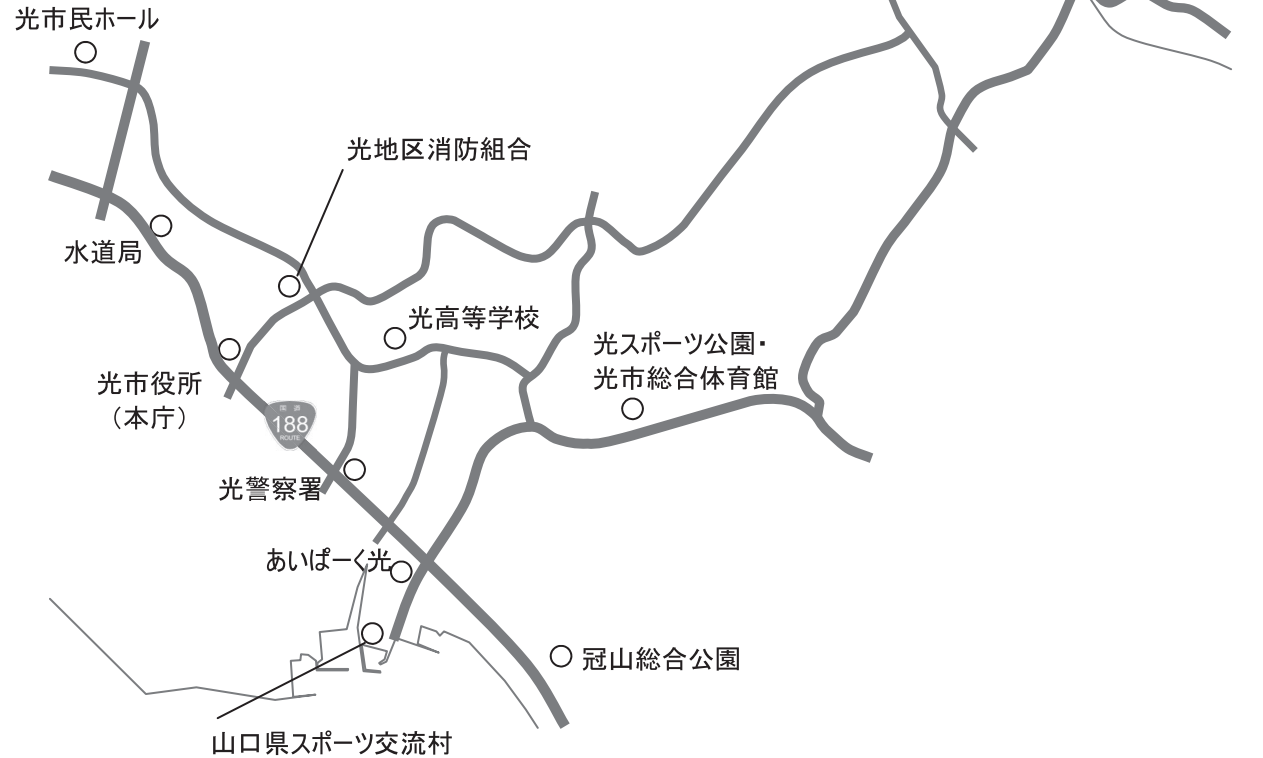 光市民ホール
光地区消防組合
水道局
光高等学校
光スポーツ公園・
光市総合体育館
光市役所
（本庁）
国道
188
ROUTE
光警察署
あいぱーく光
冠山総合公園
山口県スポーツ交流村